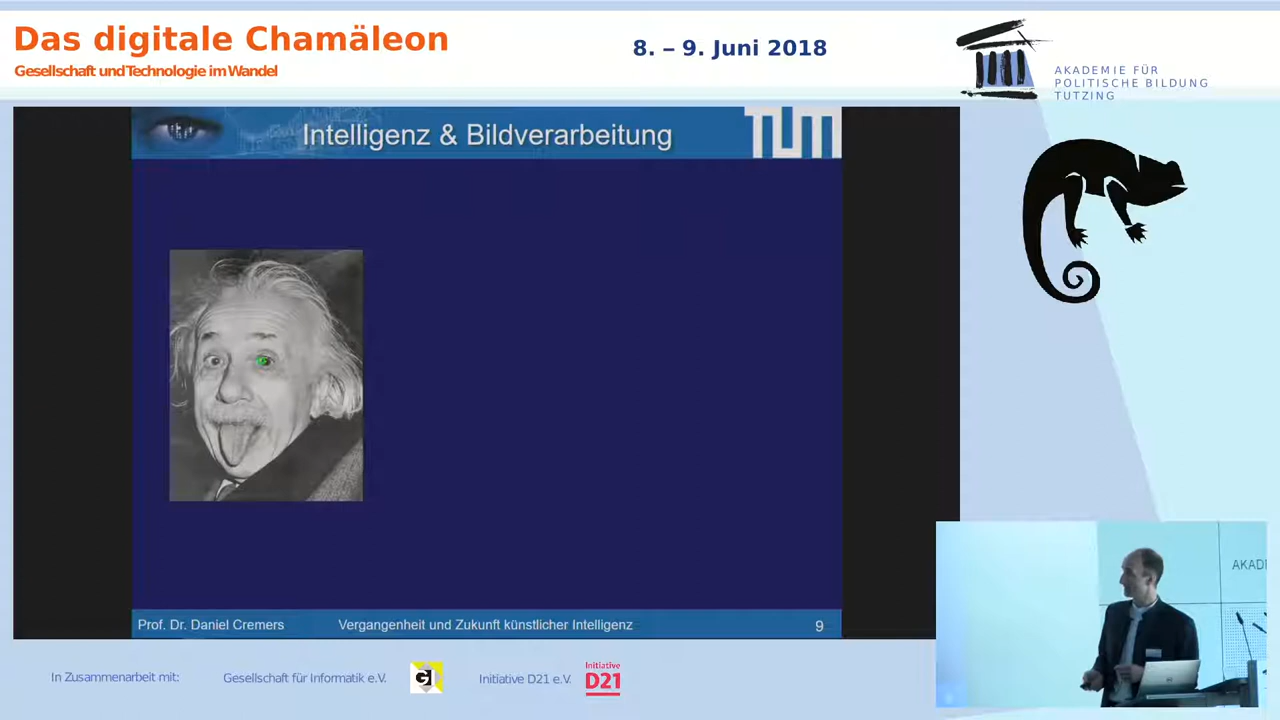 Das digitale Chamäleon
Gesellschaft und Technologie im Wandel
8. – 9. Juni 2018
AKADEMIE FÜR
POLITISCHE BILDUNG
TUTZING
Intelligenz & Bildverarbeitung
TUM
Prof. Dr. Daniel Cremers
Vergangenheit und Zukunft künstlicher Intelligenz
9
AKAD
In Zusammenarbeit mit:
Gesellschaft für Informatik e.V.
GI
Initiative D21 e.V.
Initiative
D21